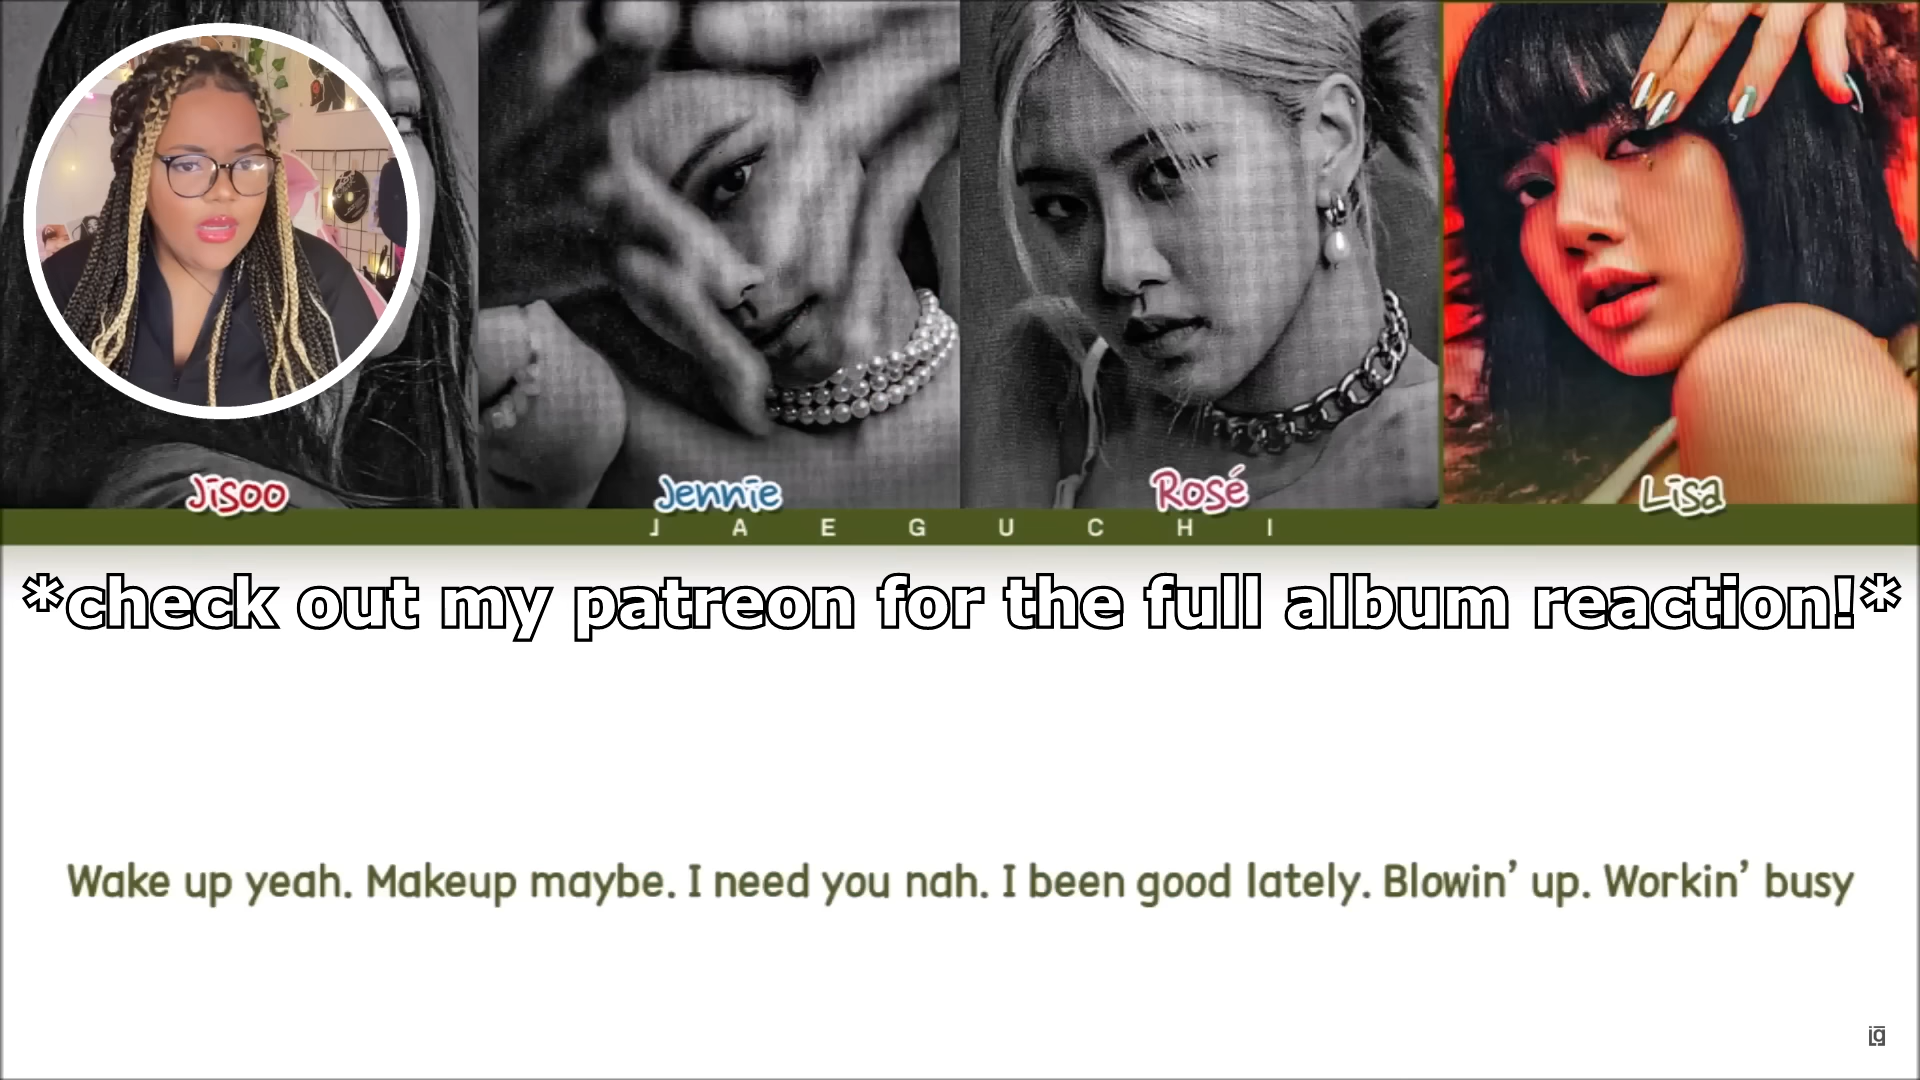 Jisoo Jennie Rosé Lisa
JAEGUCHI
*check out my patreon for the full album reaction!*
Wake up yeah. Makeup maybe. I need you nah. I been good lately. Blowin’ up. Workin’ busy